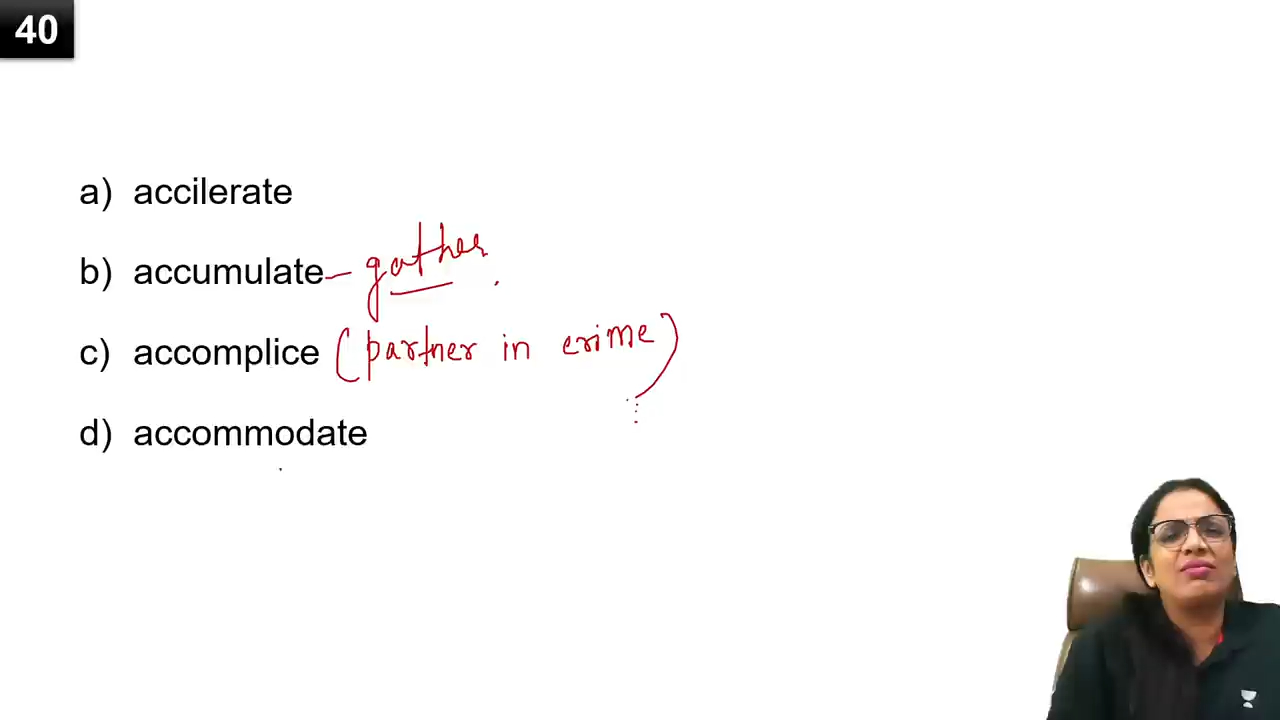 40
a) accilerate
b) accumulate - gather
c) accomplice (partner in crime)
d) accommodate